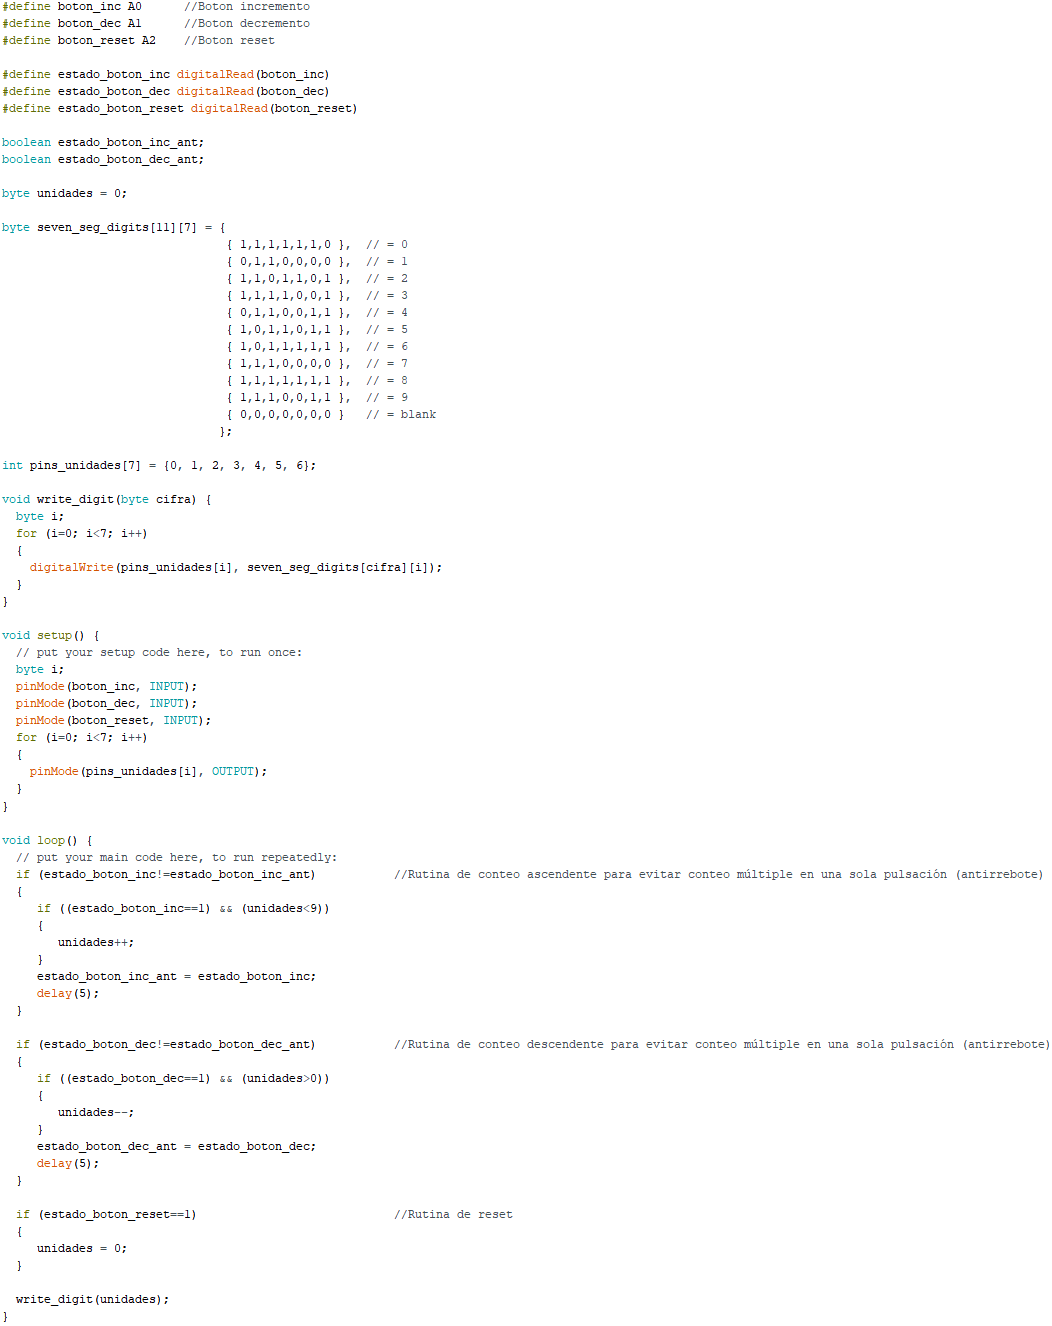 #define boton_inc A0      //Boton incremento
#define boton_dec A1      //Boton decremento
#define boton_reset A2    //Boton reset

#define estado_boton_inc digitalRead(boton_inc)
#define estado_boton_dec digitalRead(boton_dec)
#define estado_boton_reset digitalRead(boton_reset)

boolean estado_boton_inc_ant;
boolean estado_boton_dec_ant;

byte unidades = 0;

byte seven_seg_digits[11][7] = {
                                { 1,1,1,1,1,1,0 },  // = 0
                                { 0,1,1,0,0,0,0 },  // = 1
                                { 1,1,0,1,1,0,1 },  // = 2
                                { 1,1,1,1,0,0,1 },  // = 3
                                { 0,1,1,0,0,1,1 },  // = 4
                                { 1,0,1,1,0,1,1 },  // = 5
                                { 1,0,1,1,1,1,1 },  // = 6
                                { 1,1,1,0,0,0,0 },  // = 7
                                { 1,1,1,1,1,1,1 },  // = 8
                                { 1,1,1,0,0,1,1 },  // = 9
                                { 0,0,0,0,0,0,0 }   // = blank
                               };

int pins_unidades[7] = {0, 1, 2, 3, 4, 5, 6};

void write_digit(byte cifra) {
  byte i;
  for (i=0; i<7; i++)
  {
    digitalWrite(pins_unidades[i], seven_seg_digits[cifra][i]);
  }
}

void setup() {
  // put your setup code here, to run once:
  byte i;
  pinMode(boton_inc, INPUT);
  pinMode(boton_dec, INPUT);
  pinMode(boton_reset, INPUT);
  for (i=0; i<7; i++)
  {
    pinMode(pins_unidades[i], OUTPUT);
  }
}

void loop() {
  // put your main code here, to run repeatedly:
  if (estado_boton_inc!=estado_boton_inc_ant)           //Rutina de conteo ascendente para evitar conteo múltiple en una sola pulsación (antirrebote)
  {
     if ((estado_boton_inc==1) && (unidades<9))
     {
        unidades++;
     }
     estado_boton_inc_ant = estado_boton_inc;
     delay(5);
  }

  if (estado_boton_dec!=estado_boton_dec_ant)           //Rutina de conteo descendente para evitar conteo múltiple en una sola pulsación (antirrebote)
  {
     if ((estado_boton_dec==1) && (unidades>0))
     {
        unidades--;
     }
     estado_boton_dec_ant = estado_boton_dec;
     delay(5);
  }

  if (estado_boton_reset==1)                            //Rutina de reset
  {
     unidades = 0;
  }

  write_digit(unidades);
}